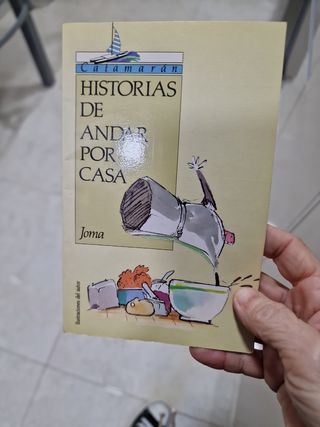 Catamarán
HISTORIAS
DE
ANDAR
POR
CASA
Joma
Ilustraciones del autor